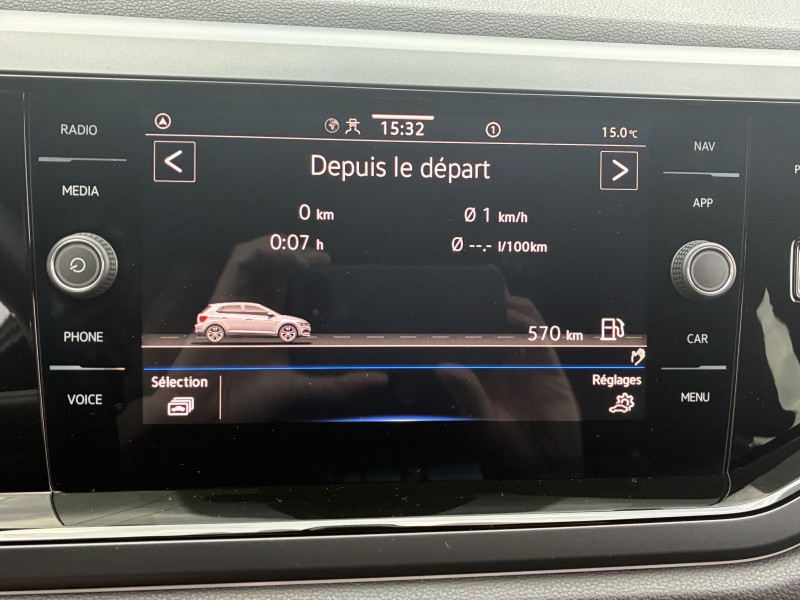 RADIO
MEDIA
PHONE
VOICE
15:32
1
15.0°C
Depuis le départ
0 km
Ø 1 km/h
0:07 h
Ø --.- l/100km
570 km
Sélection
Réglages
NAV
APP
CAR
MENU
P